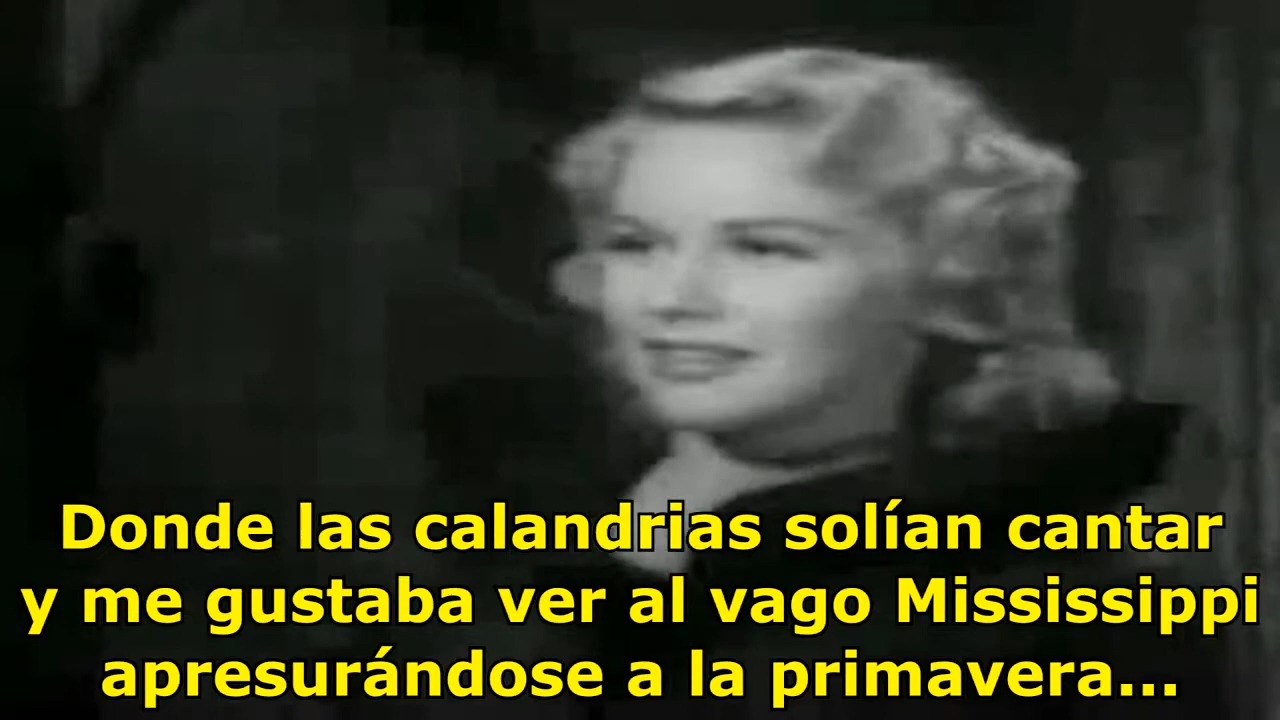 Donde las calandrias solían cantar
y me gustaba ver al vago Mississippi
apresurándose a la primavera...